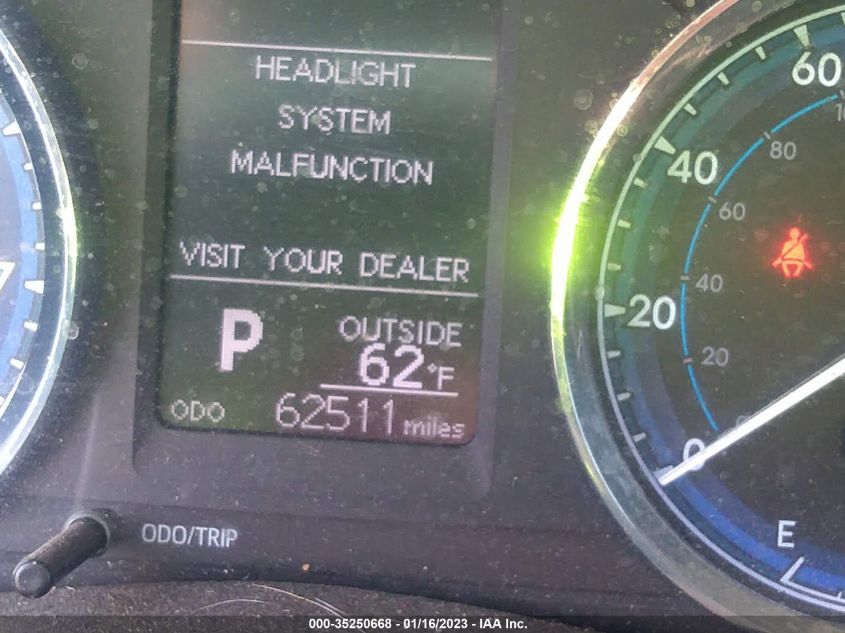 HEADLIGHT
SYSTEM
MALFUNCTION
VISIT YOUR DEALER
P
OUTSIDE
62°F
ODO 62511 miles
ODO/TRIP
60
40
80
60
40
20
20
0
E
000-35250668 - 01/16/2023 - IAA Inc.